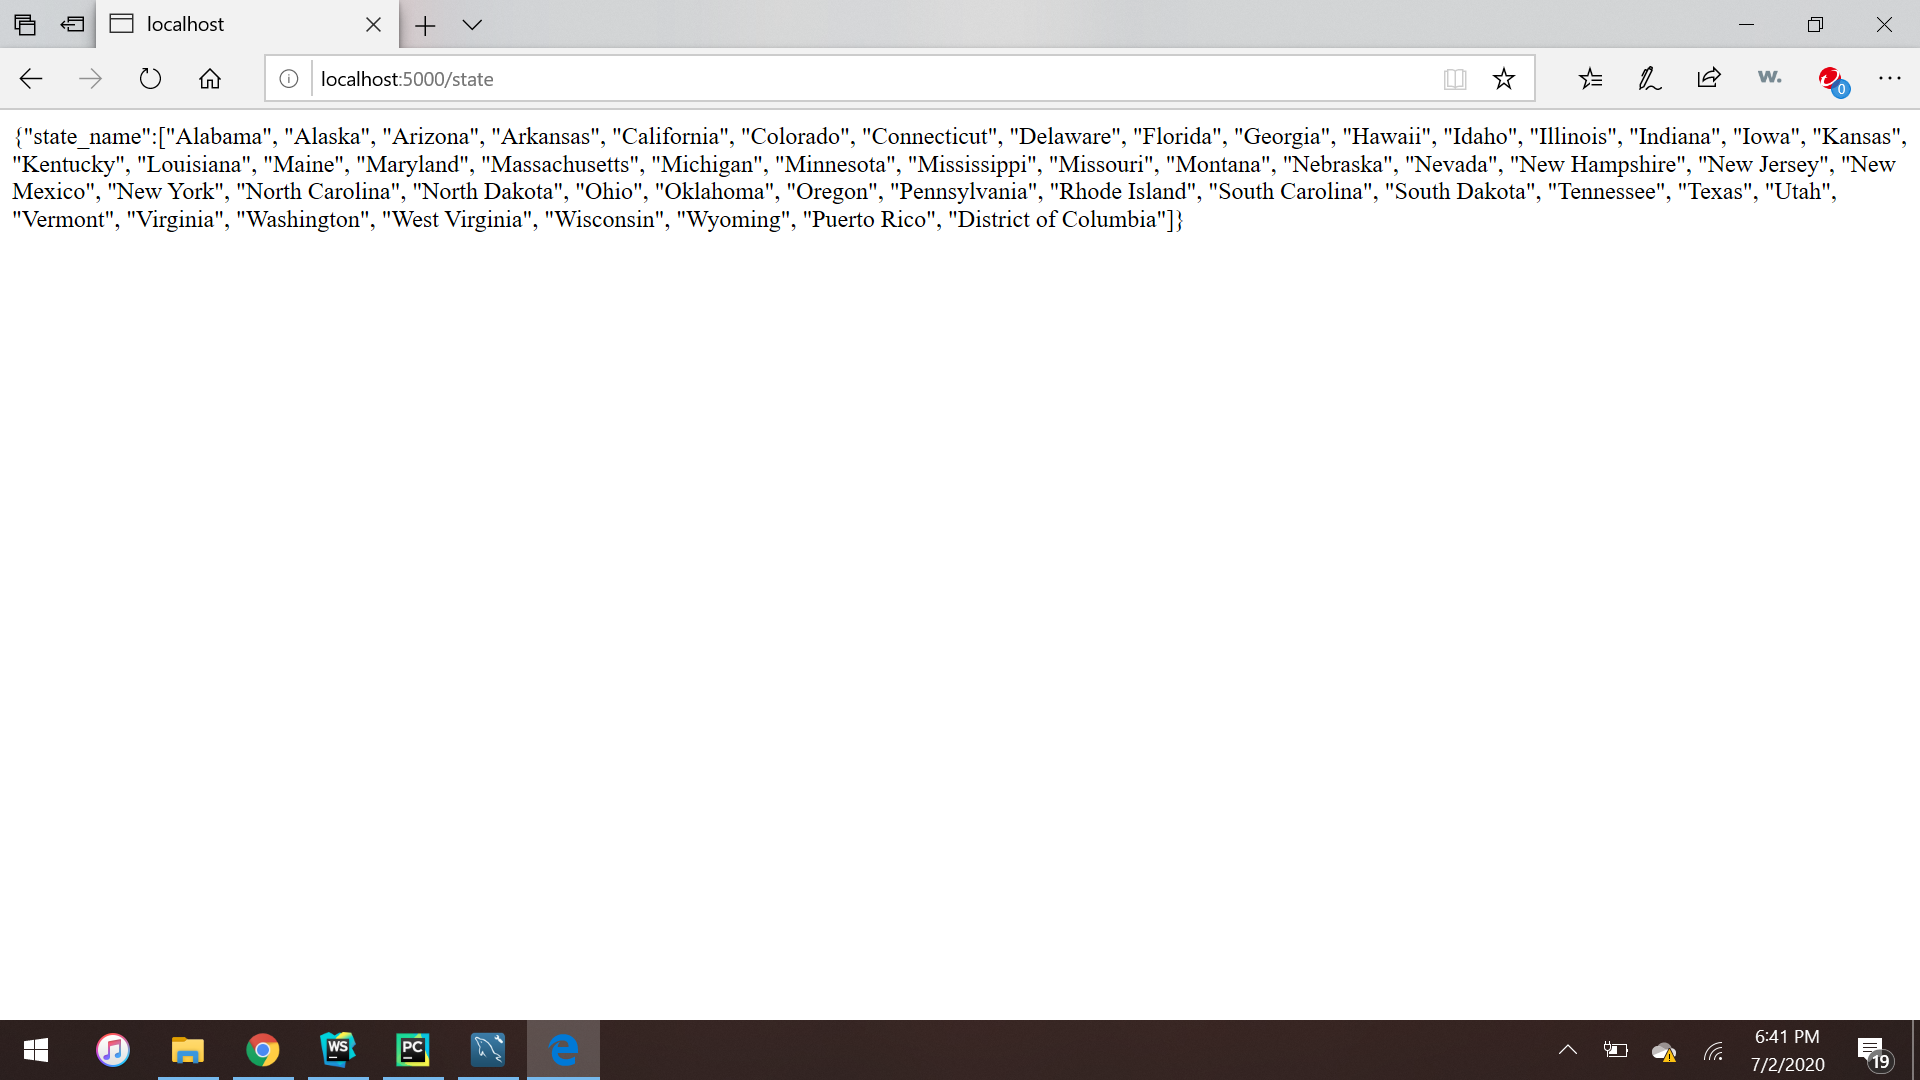 localhost
localhost:5000/state
w.
0
{"state_name":["Alabama", "Alaska", "Arizona", "Arkansas", "California", "Colorado", "Connecticut", "Delaware", "Florida", "Georgia", "Hawaii", "Idaho", "Illinois", "Indiana", "Iowa", "Kansas",
"Kentucky", "Louisiana", "Maine", "Maryland", "Massachusetts", "Michigan", "Minnesota", "Mississippi", "Missouri", "Montana", "Nebraska", "Nevada", "New Hampshire", "New Jersey", "New
Mexico", "New York", "North Carolina", "North Dakota", "Ohio", "Oklahoma", "Oregon", "Pennsylvania", "Rhode Island", "South Carolina", "South Dakota", "Tennessee", "Texas", "Utah",
"Vermont", "Virginia", "Washington", "West Virginia", "Wisconsin", "Wyoming", "Puerto Rico", "District of Columbia"]}
WS
PC
6:41 PM
7/2/2020
19